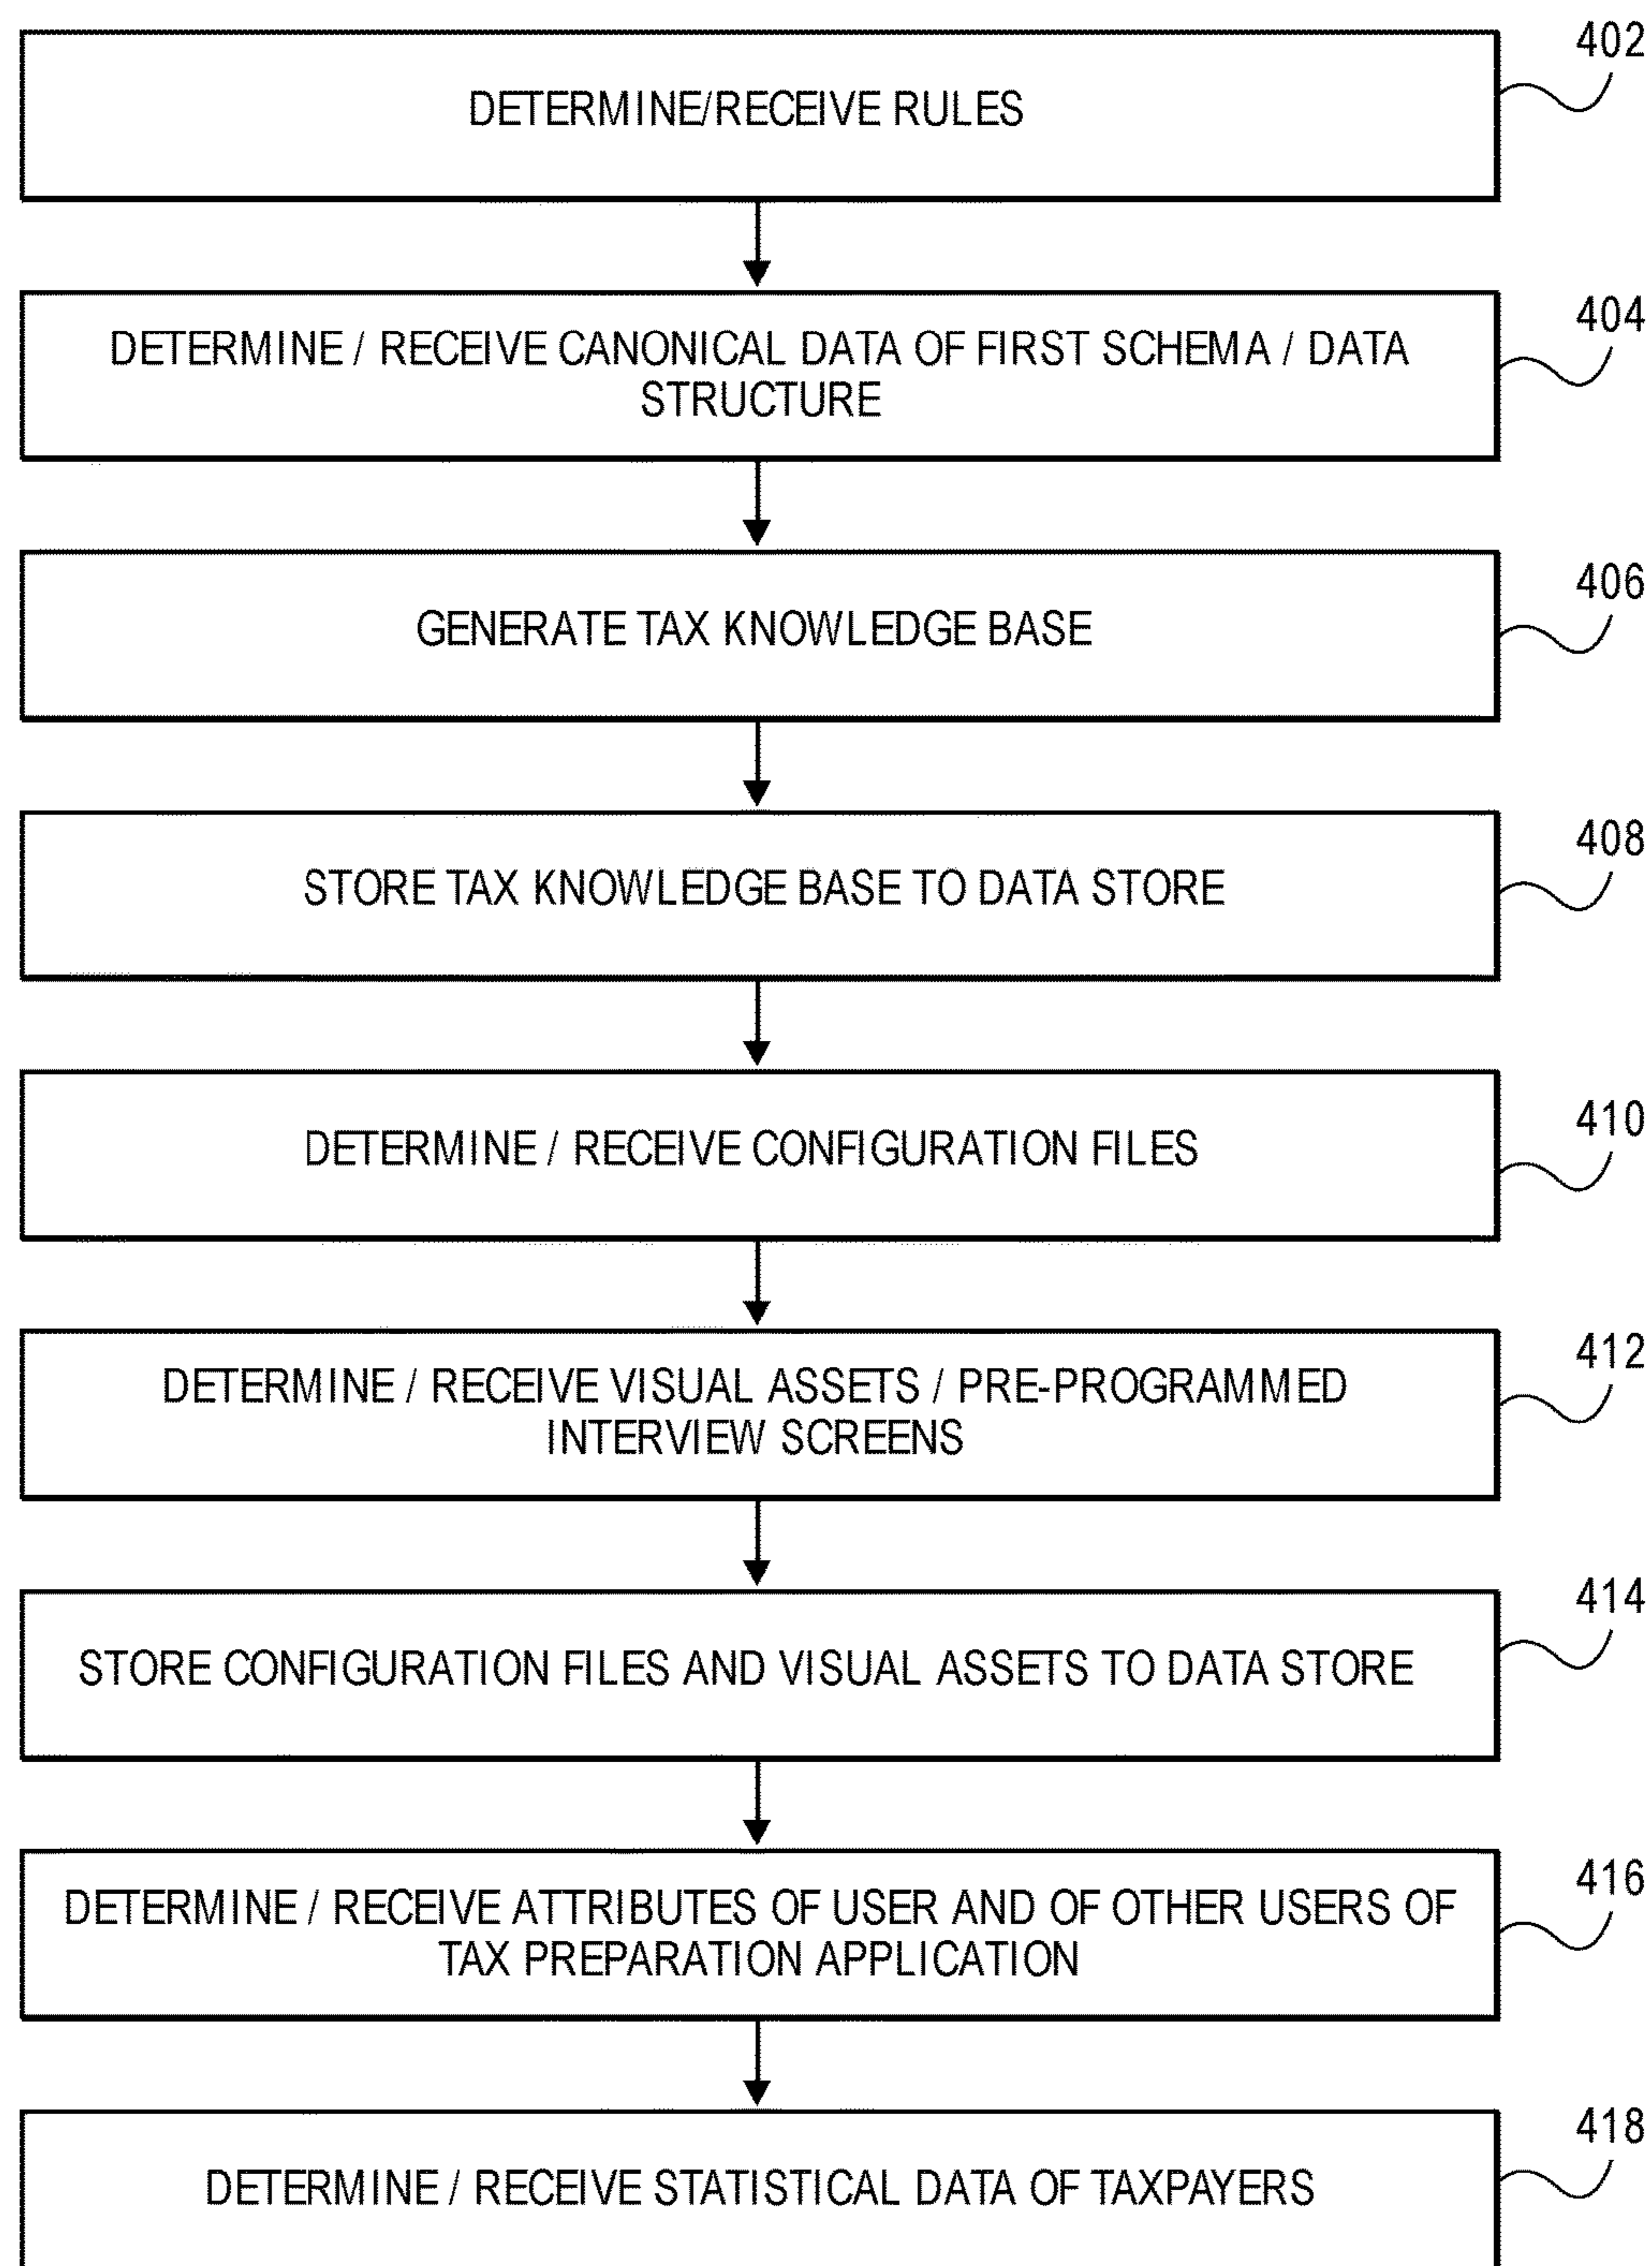 402
DETERMINE/RECEIVE RULES
404
DETERMINE / RECEIVE CANONICAL DATA OF FIRST SCHEMA / DATA
STRUCTURE
406
GENERATE TAX KNOWLEDGE BASE
408
STORE TAX KNOWLEDGE BASE TO DATA STORE
410
DETERMINE / RECEIVE CONFIGURATION FILES
412
DETERMINE / RECEIVE VISUAL ASSETS / PRE-PROGRAMMED
INTERVIEW SCREENS
414
STORE CONFIGURATION FILES AND VISUAL ASSETS TO DATA STORE
416
DETERMINE / RECEIVE ATTRIBUTES OF USER AND OF OTHER USERS OF
TAX PREPARATION APPLICATION
418
DETERMINE / RECEIVE STATISTICAL DATA OF TAXPAYERS